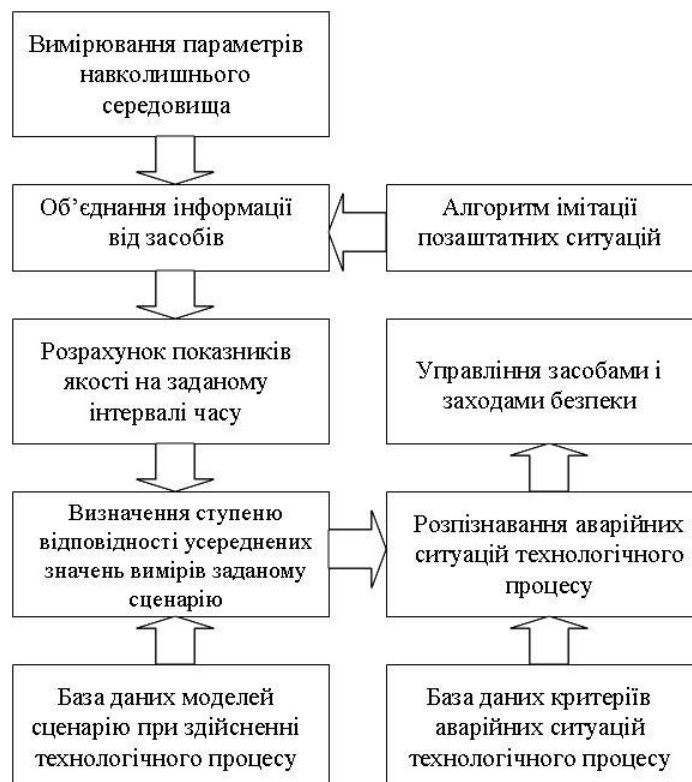 Вимірювання параметрів
навколишнього
середовища
Об’єднання інформації
від засобів
Алгоритм імітації
позаштатних ситуацій
Розрахунок показників
якості на заданому
інтервалі часу
Управління засобами і
заходами безпеки
Визначення ступеню
відповідності усереднених
значень вимірів заданому
сценарію
Розпізнавання аварійних
ситуацій технологічного
процесу
База даних моделей
сценарію при здійсненні
технологічного процесу
База даних критеріїв
аварійних ситуацій
технологічного процесу